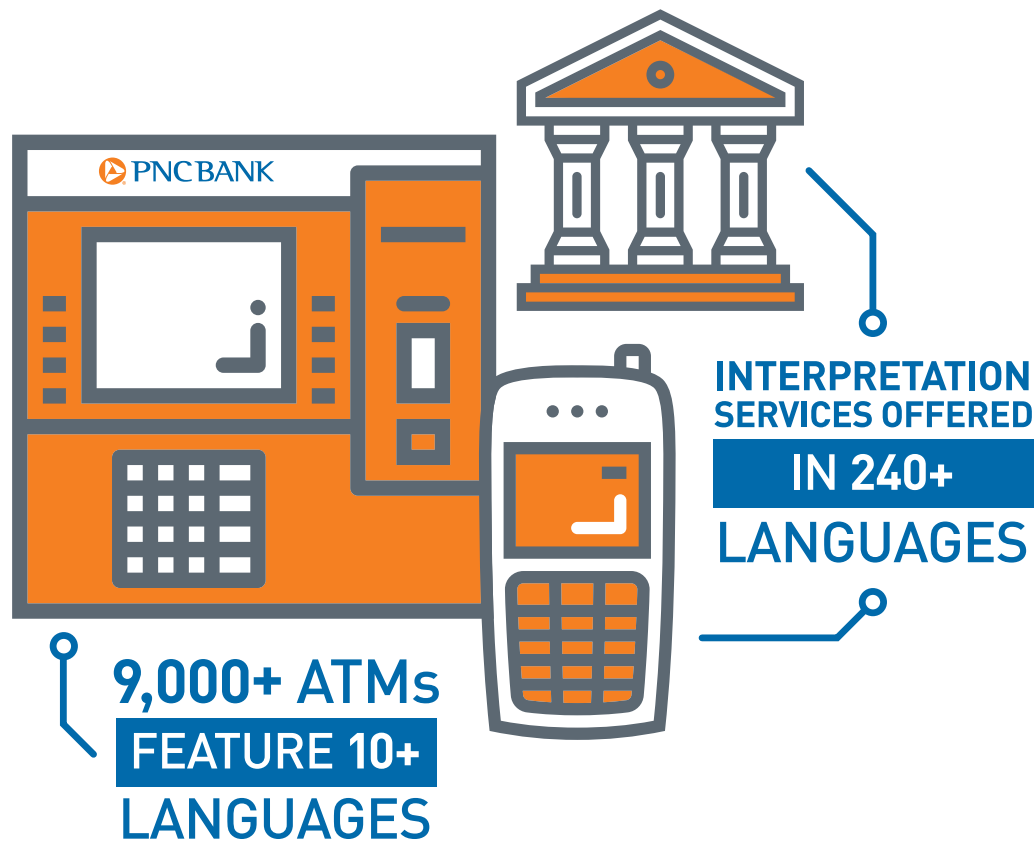 PNC BANK
INTERPRETATION
SERVICES OFFERED
IN 240+
LANGUAGES
9,000+ ATMs
FEATURE 10+
LANGUAGES